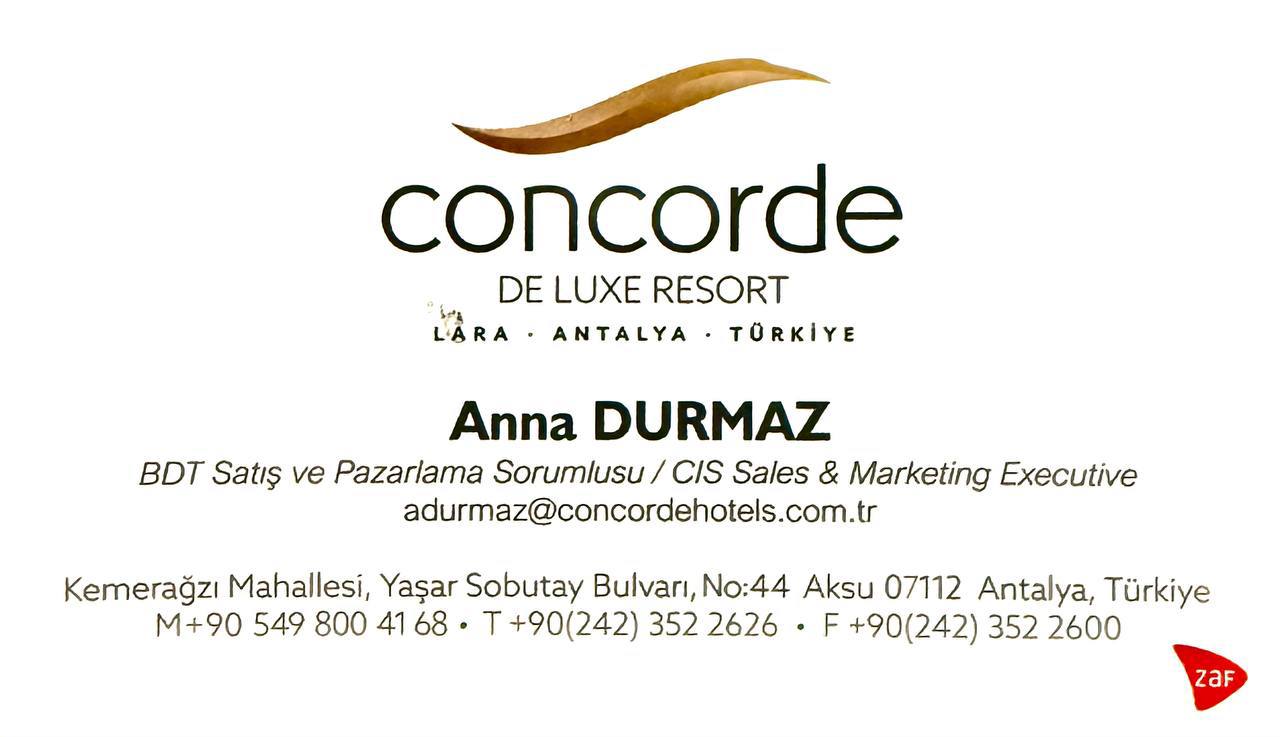 concorde
DE LUXE RESORT
LARA · ANTALYA · TÜRKİYE
Anna DURMAZ
BDT Satış ve Pazarlama Sorumlusu / CIS Sales & Marketing Executive
adurmaz@concordehotels.com.tr
Kemerağzı Mahallesi, Yaşar Sobutay Bulvarı, No:44 Aksu 07112 Antalya, Türkiye
M+90 549 800 41 68 • T +90(242) 352 2626 • F +90(242) 352 2600
zaF